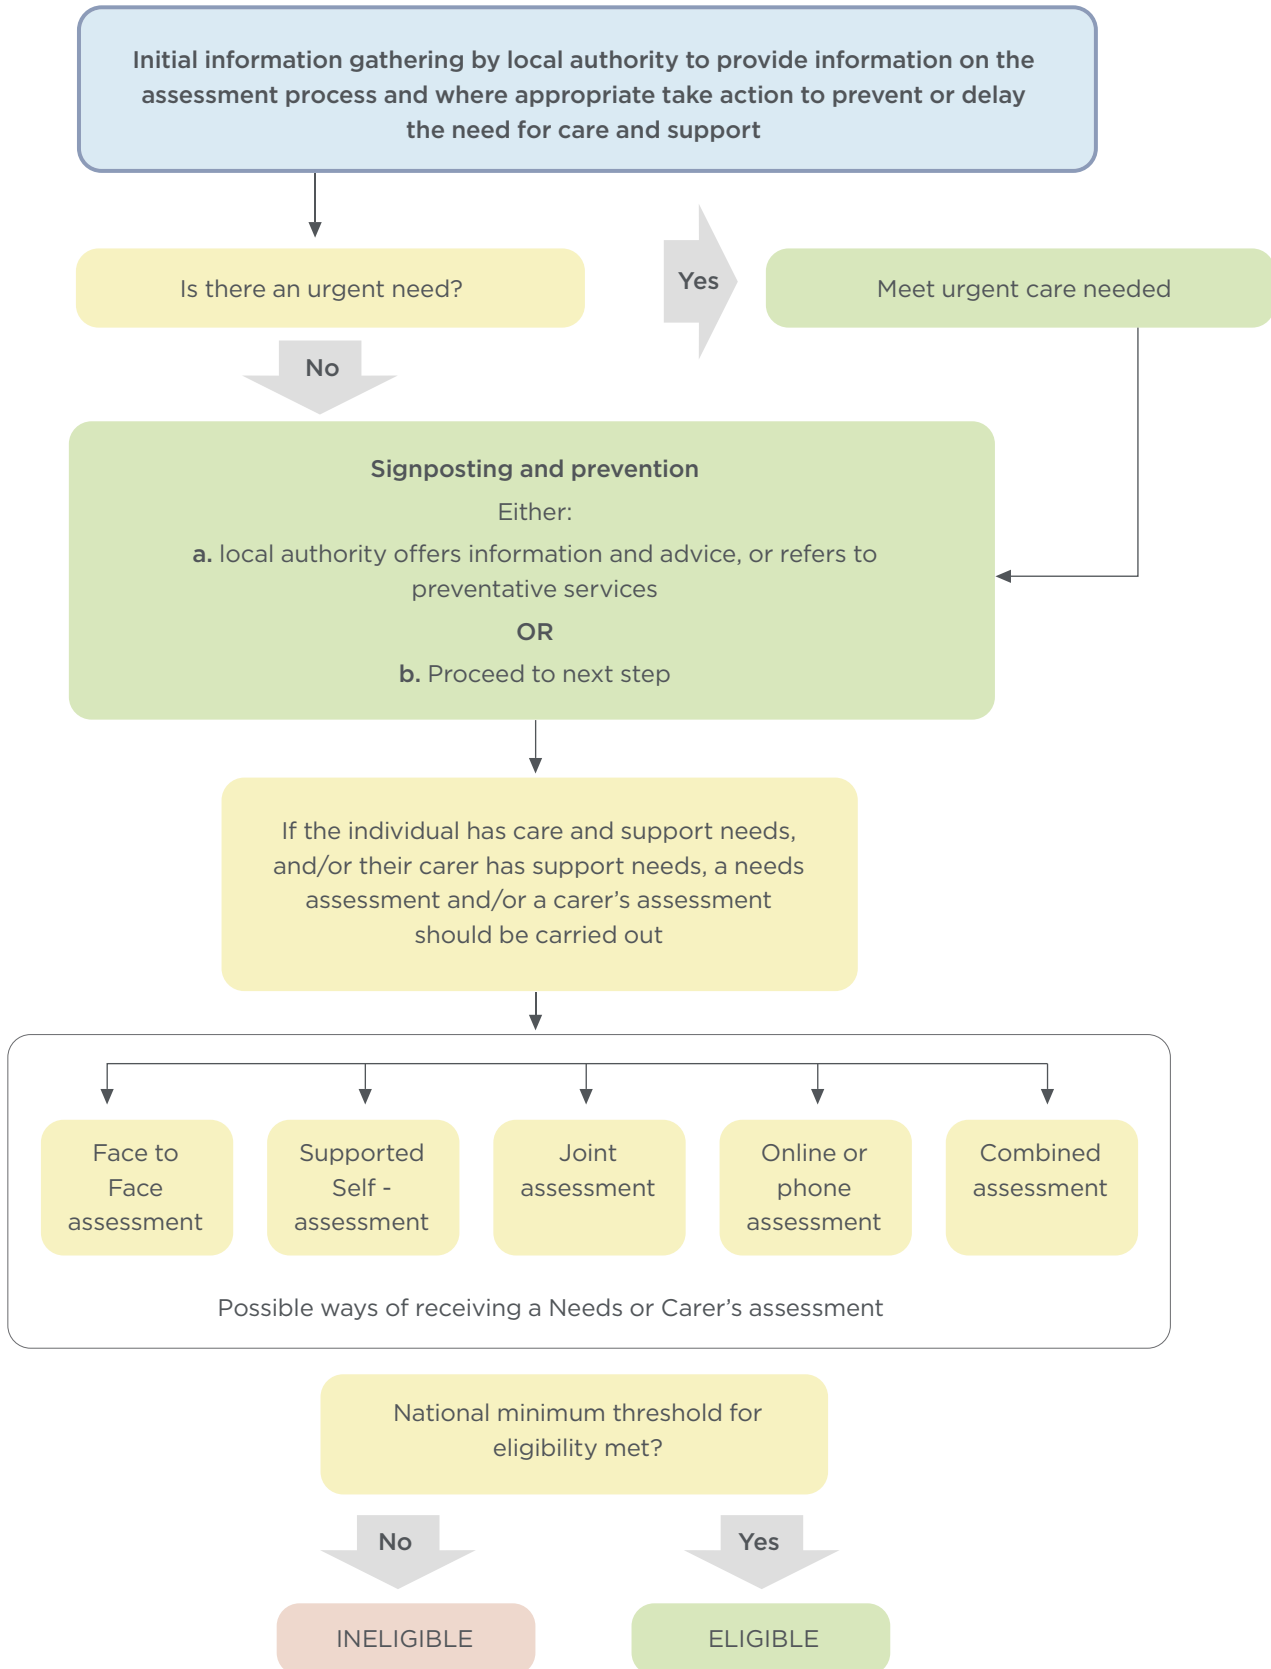 Initial information gathering by local authority to provide information on the
assessment process and where appropriate take action to prevent or delay
the need for care and support
Is there an urgent need?
Yes
Meet urgent care needed
No
Signposting and prevention
Either:
a. local authority offers information and advice, or refers to
preventative services
OR
b. Proceed to next step
If the individual has care and support needs,
and/or their carer has support needs, a needs
assessment and/or a carer’s assessment
should be carried out
Face to
Face
assessment
Supported
Self -
assessment
Joint
assessment
Online or
phone
assessment
Combined
assessment
Possible ways of receiving a Needs or Carer’s assessment
National minimum threshold for
eligibility met?
No
Yes
INELIGIBLE
ELIGIBLE